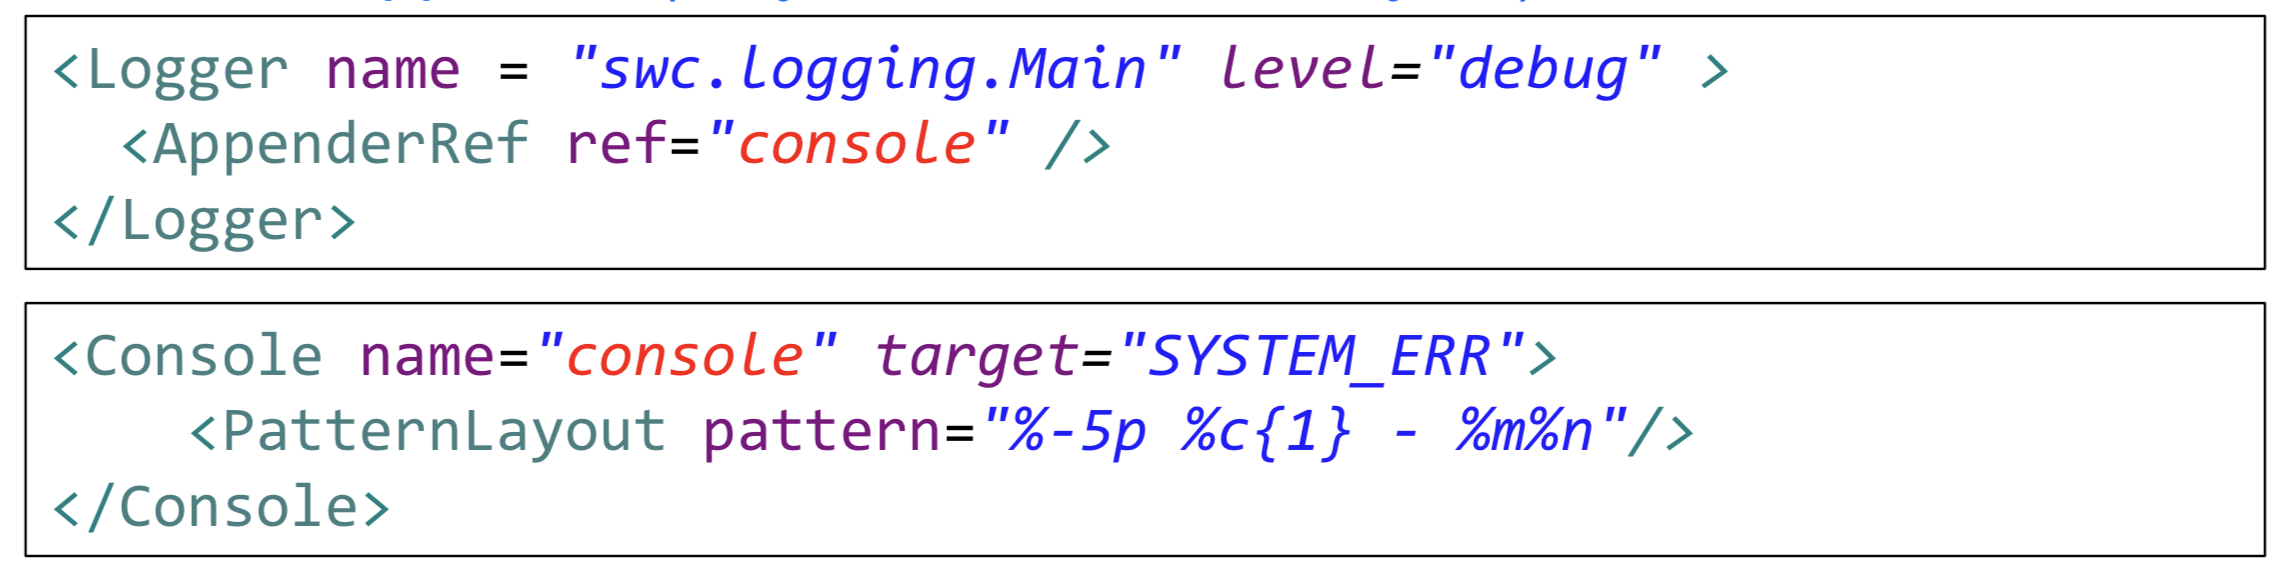 <Logger name = "swc.logging.Main" level="debug" >
<AppenderRef ref="console" />
</Logger>
<Console name="console" target="SYSTEM_ERR">
<PatternLayout pattern="%-5p %c{1} - %m%n"/>
</Console>